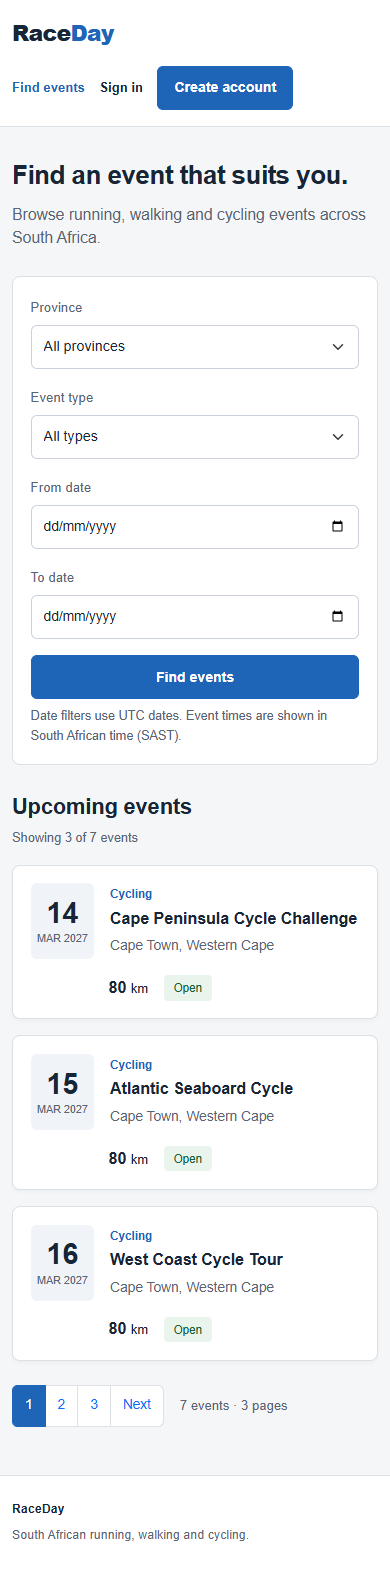 RaceDay
Find events Sign in Create account
Find an event that suits you.
Browse running, walking and cycling events across
South Africa.
Province
All provinces
Event type
All types
From date
dd/mm/yyyy
To date
dd/mm/yyyy
Find events
Date filters use UTC dates. Event times are shown in
South African time (SAST).
Upcoming events
Showing 3 of 7 events
14
MAR 2027
Cycling
Cape Peninsula Cycle Challenge
Cape Town, Western Cape
80 km Open
15
MAR 2027
Cycling
Atlantic Seaboard Cycle
Cape Town, Western Cape
80 km Open
16
MAR 2027
Cycling
West Coast Cycle Tour
Cape Town, Western Cape
80 km Open
1 2 3 Next 7 events · 3 pages
RaceDay
South African running, walking and cycling.